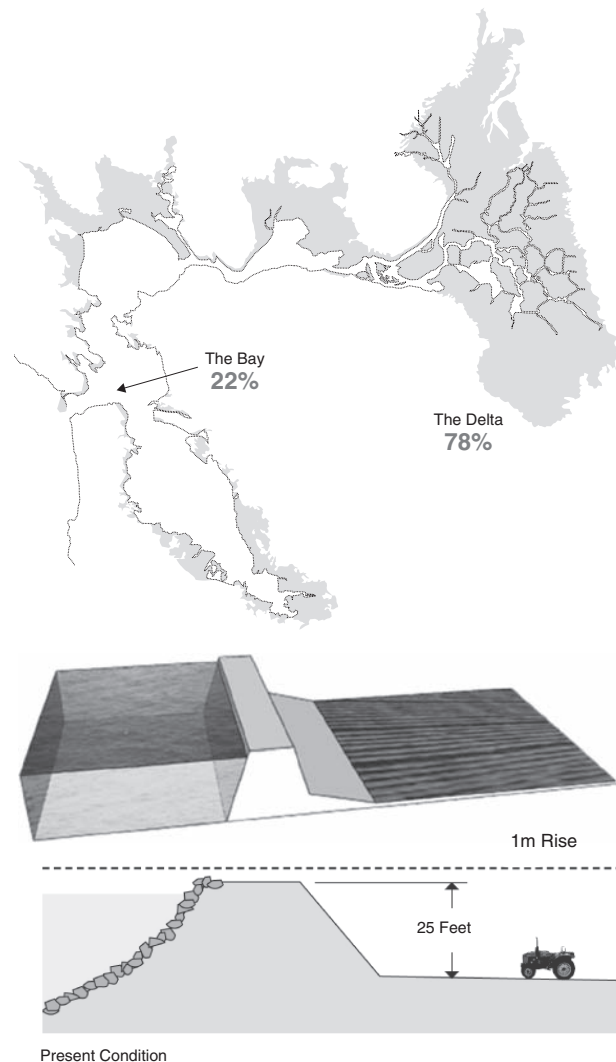 The Bay
22%
The Delta
78%
1m Rise
25 Feet
Present Condition